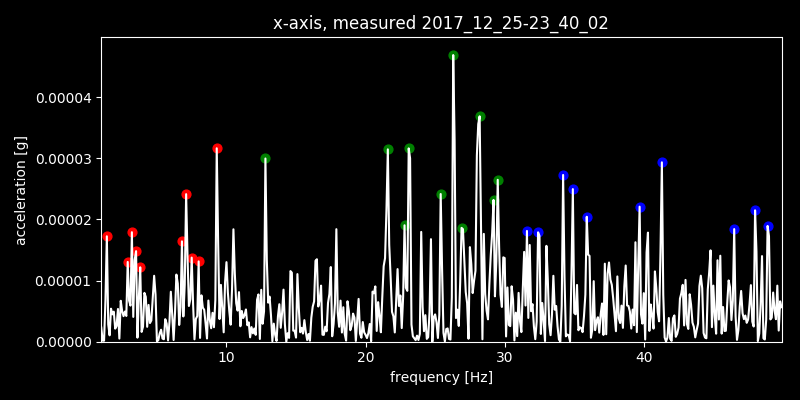 x-axis, measured 2017_12_25-23_40_02
acceleration [g]
0.00004
0.00003
0.00002
0.00001
0.00000
10 20 30 40
frequency [Hz]